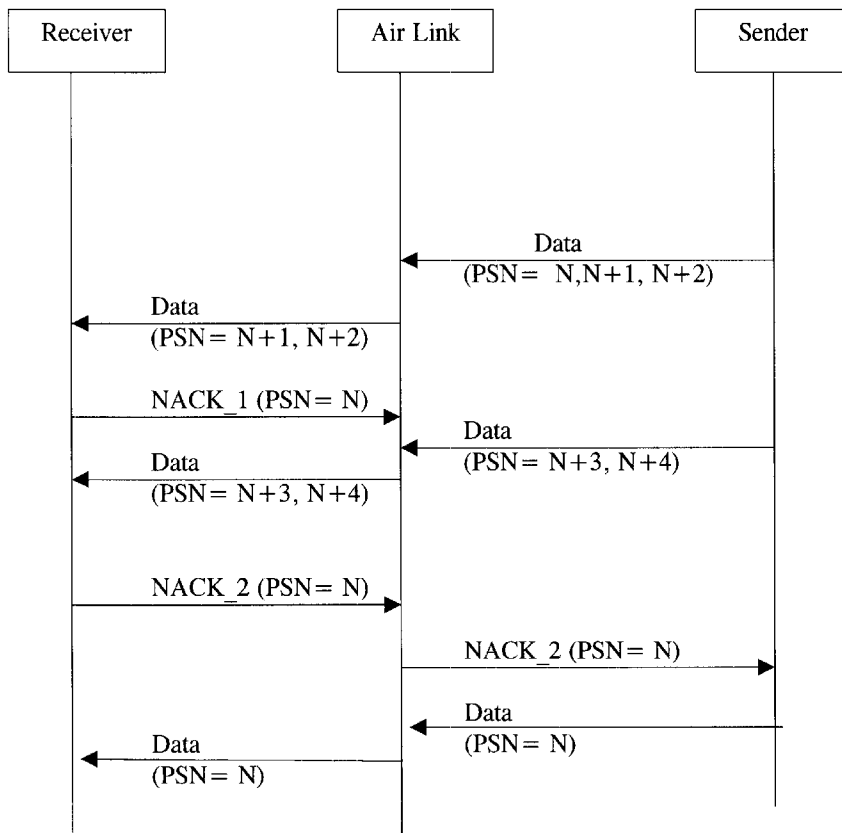 Receiver
Air Link
Sender
Data
(PSN= N,N+1, N+2)
Data
(PSN= N+1, N+2)
NACK_1 (PSN= N)
Data
(PSN= N+3, N+4)
Data
(PSN= N+3, N+4)
NACK_2 (PSN= N)
NACK_2 (PSN= N)
Data
(PSN= N)
Data
(PSN= N)